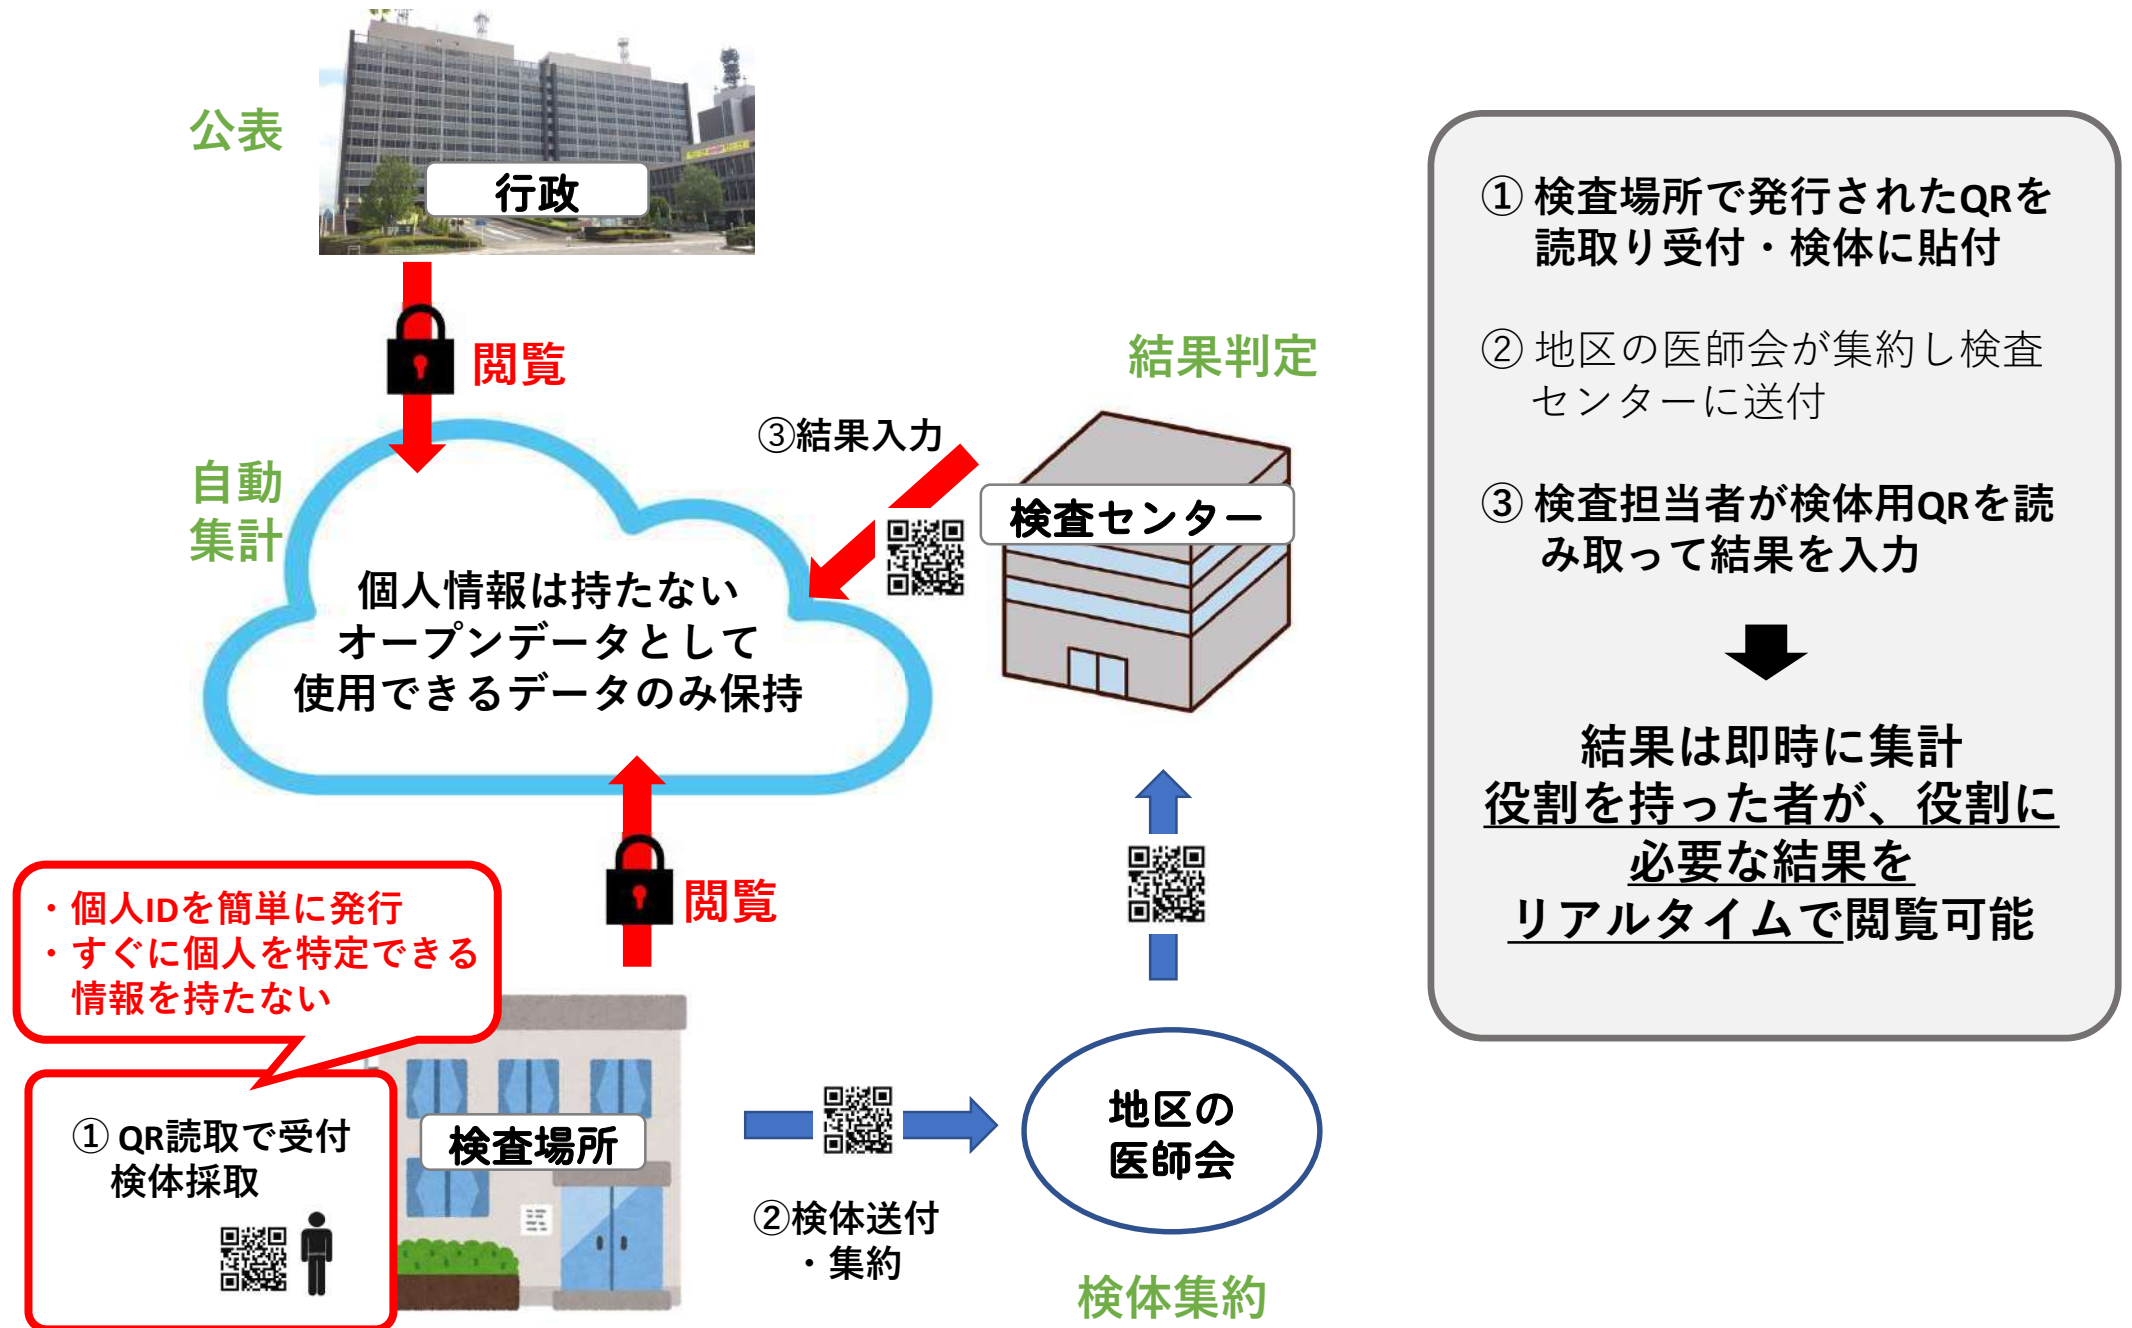 公表
行政
閲覧
結果判定
③結果入力
検査センター
自動
集計
個人情報は持たない
オープンデータとして
使用できるデータのみ保持
閲覧
・個人IDを簡単に発行
・すぐに個人を特定できる
情報を持たない
① QR読取で受付
検体採取
検査場所
②検体送付
・集約
地区の
医師会
検体集約
① 検査場所で発行されたQRを
読取り受付・検体に貼付
② 地区の医師会が集約し検査
センターに送付
③ 検査担当者が検体用QRを読
み取って結果を入力
結果は即時に集計
役割を持った者が、役割に
必要な結果を
リアルタイムで閲覧可能